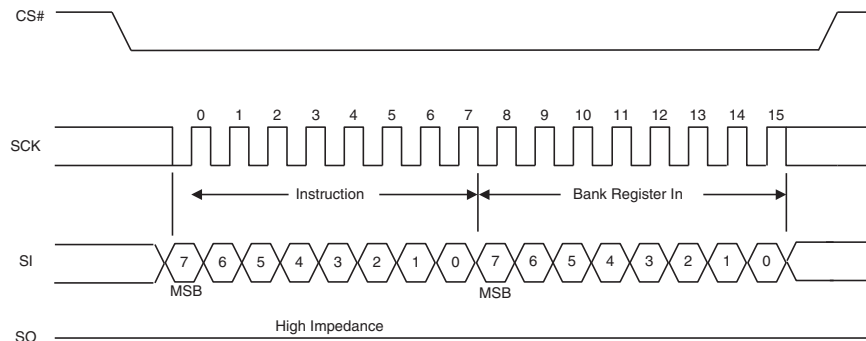 CS#
0 1 2 3 4 5 6 7 8 9 10 11 12 13 14 15
SCK
Instruction Bank Register In
SI 7 6 5 4 3 2 1 0 7 6 5 4 3 2 1 0
MSB MSB
High Impedance
SO